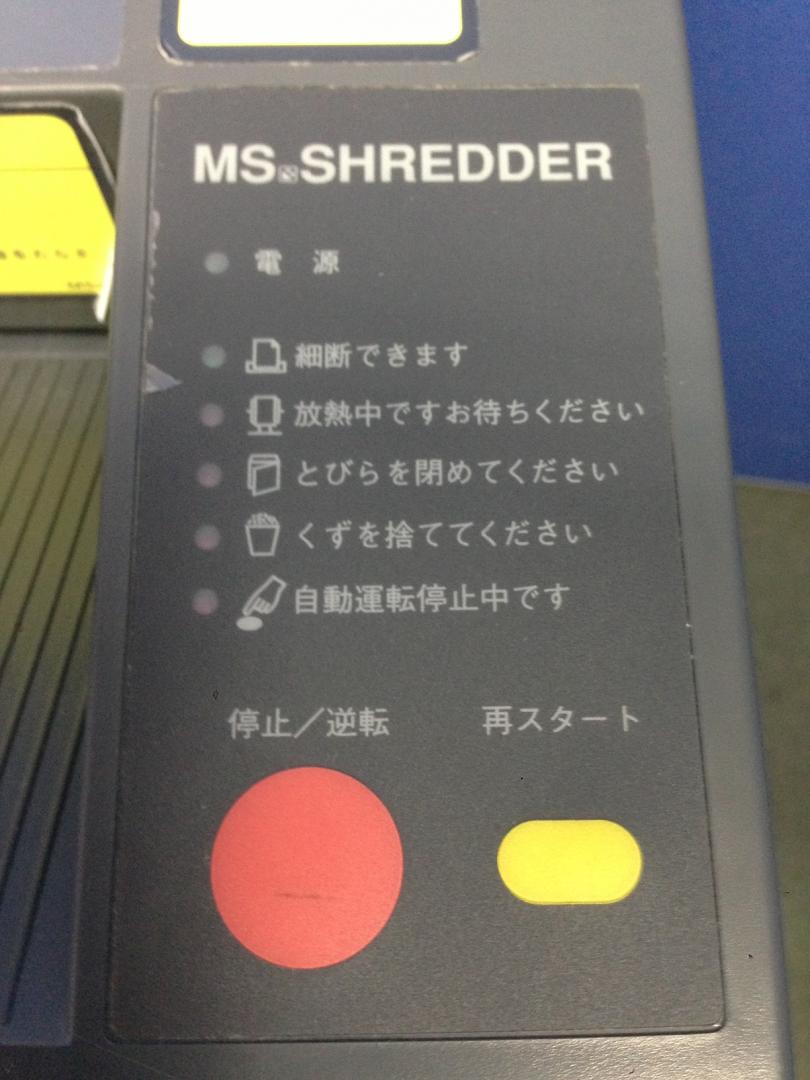 MS SHREDDER
電源
細断できます
放熱中ですお待ちください
とびらを閉めてください
くずを捨ててください
自動運転停止中です
停止／逆転
再スタート